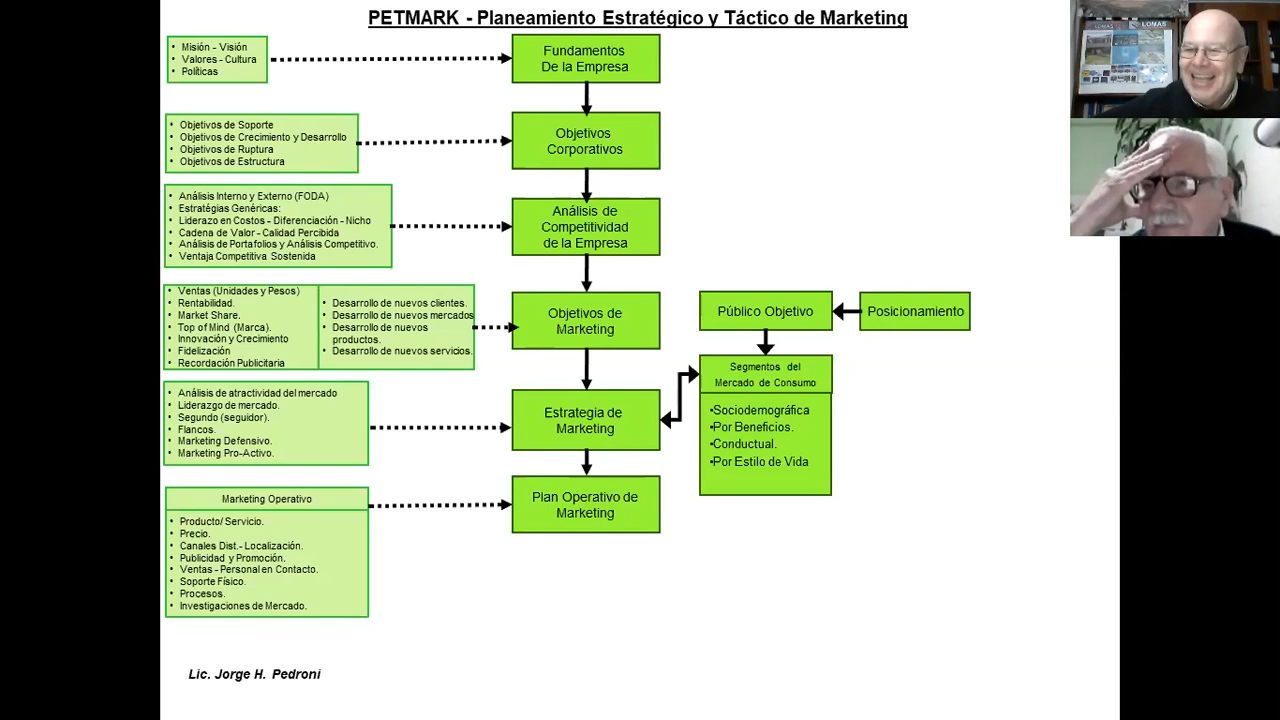 PETMARK - Planeamiento Estratégico y Táctico de Marketing
• Misión – Visión
• Valores - Cultura
• Políticas
Fundamentos
De la Empresa
• Objetivos de Soporte
• Objetivos de Crecimiento y Desarrollo
• Objetivos de Ruptura
• Objetivos de Estructura
Objetivos
Corporativos
• Análisis Interno y Externo (FODA)
• Estratégias Genéricas:
• Liderazo en Costos – Diferenciación - Nicho
• Cadena de Valor – Calidad Percibida
• Análisis de Portafolios y Análisis Competitivo.
• Ventaja Competitiva Sostenida
Análisis de
Competitividad
de la Empresa
• Ventas (Unidades y Pesos)
• Rentabilidad.
• Market Share.
• Top of Mind (Marca).
• Innovación y Crecimiento
• Fidelización
• Recordación Publicitaria
• Desarrollo de nuevos clientes.
• Desarrollo de nuevos mercados
• Desarrollo de nuevos
productos.
• Desarrollo de nuevos servicios.
Objetivos de
Marketing
Público Objetivo
Posicionamiento
Segmentos del
Mercado de Consumo
•Sociodemográfica
•Por Beneficios.
•Conductual.
•Por Estilo de Vida
• Análisis de atractividad del mercado
• Liderazgo de mercado.
• Segundo (seguidor).
• Flancos.
• Marketing Defensivo.
• Marketing Pro-Activo.
Estrategia de
Marketing
Marketing Operativo
• Producto/ Servicio.
• Precio.
• Canales Dist.- Localización.
• Publicidad y Promoción.
• Ventas – Personal en Contacto.
• Soporte Físico.
• Procesos.
• Investigaciones de Mercado.
Plan Operativo de
Marketing
Lic. Jorge H. Pedroni
LOMAS
LOMAS